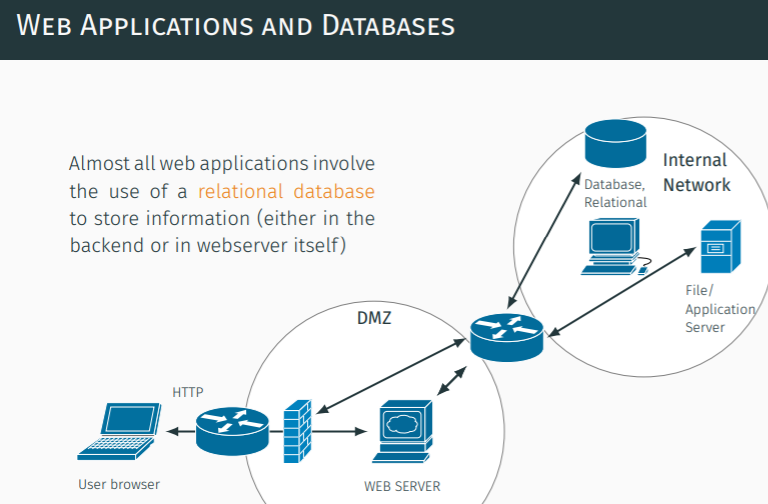 WEB APPLICATIONS AND DATABASES
Almost all web applications involve
the use of a relational database
to store information (either in the
backend or in webserver itself)
Internal
Network
Database,
Relational
File/
Application
Server
DMZ
HTTP
User browser
WEB SERVER